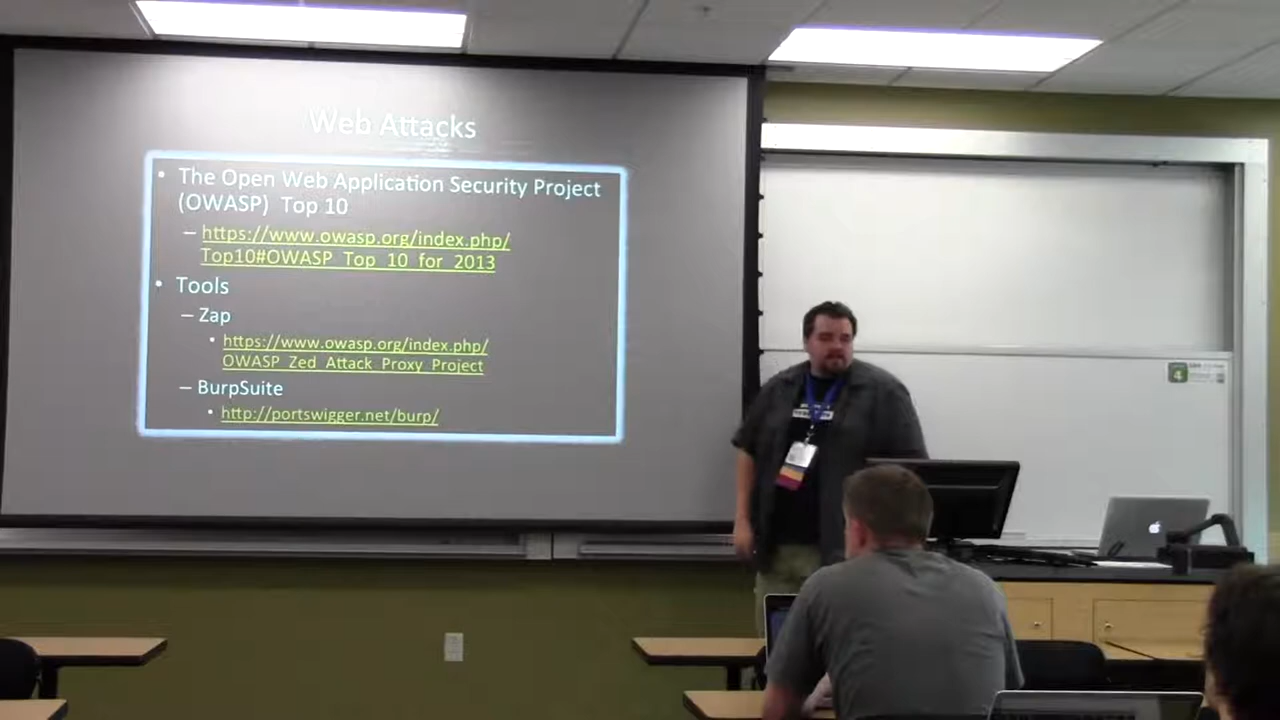 Web Attacks
• The Open Web Application Security Project
(OWASP) Top 10
– https://www.owasp.org/index.php/
Top10#OWASP_Top_10_for_2013
• Tools
– Zap
• https://www.owasp.org/index.php/
OWASP_Zed_Attack_Proxy_Project
– BurpSuite
• http://portswigger.net/burp/
4